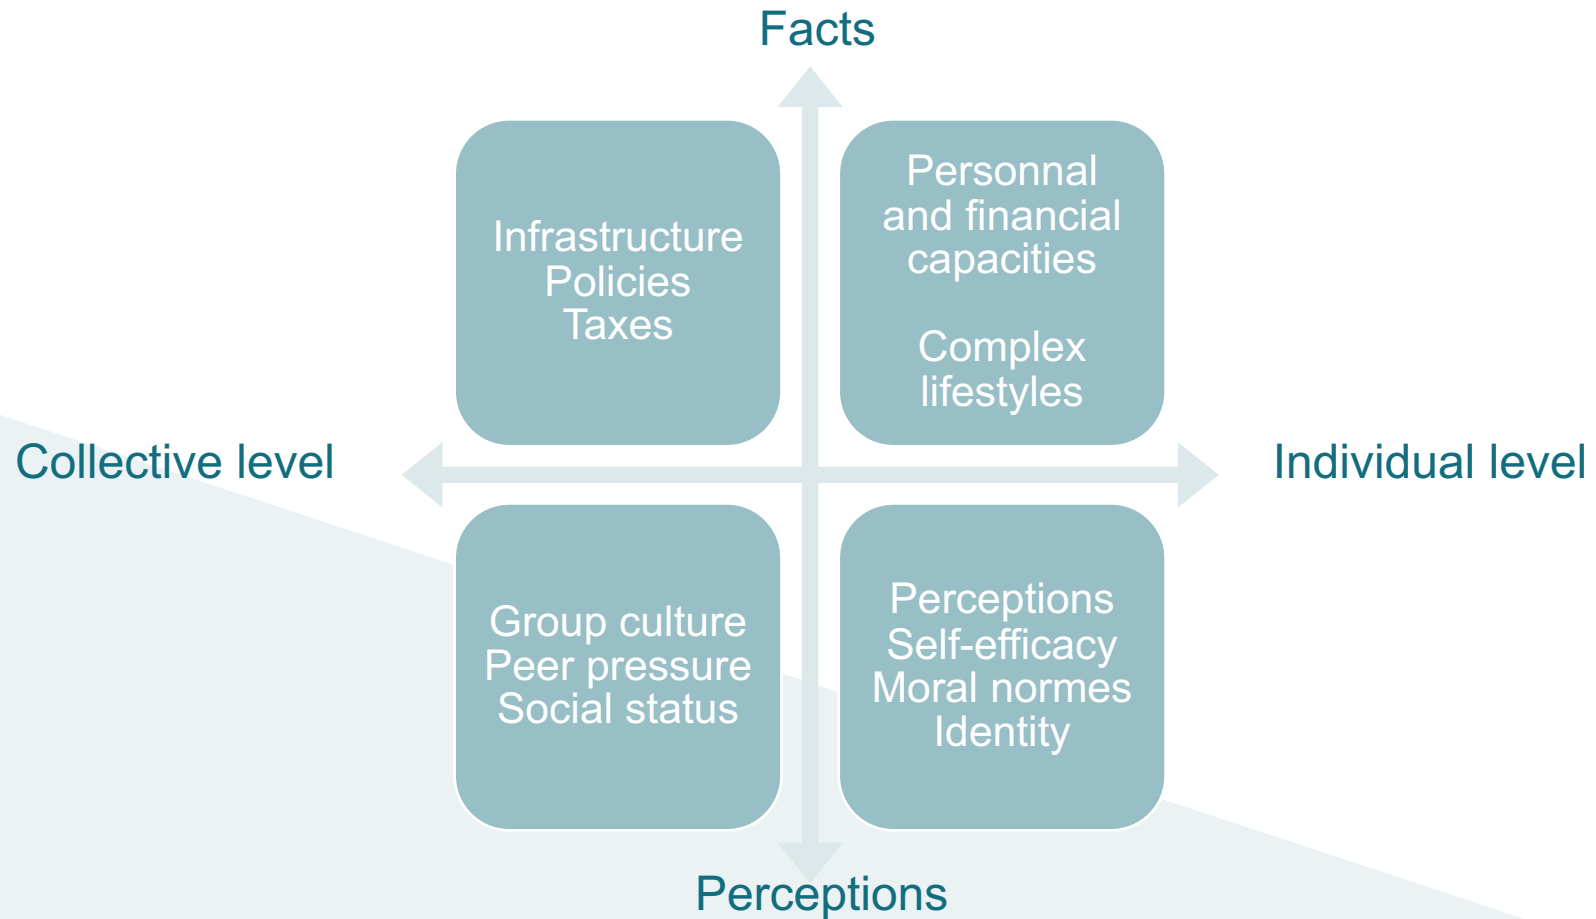 Facts
Infrastructure
Policies
Taxes
Personnal
and financial
capacities
Complex
lifestyles
Collective level
Individual level
Group culture
Peer pressure
Social status
Perceptions
Self-efficacy
Moral normes
Identity
Perceptions